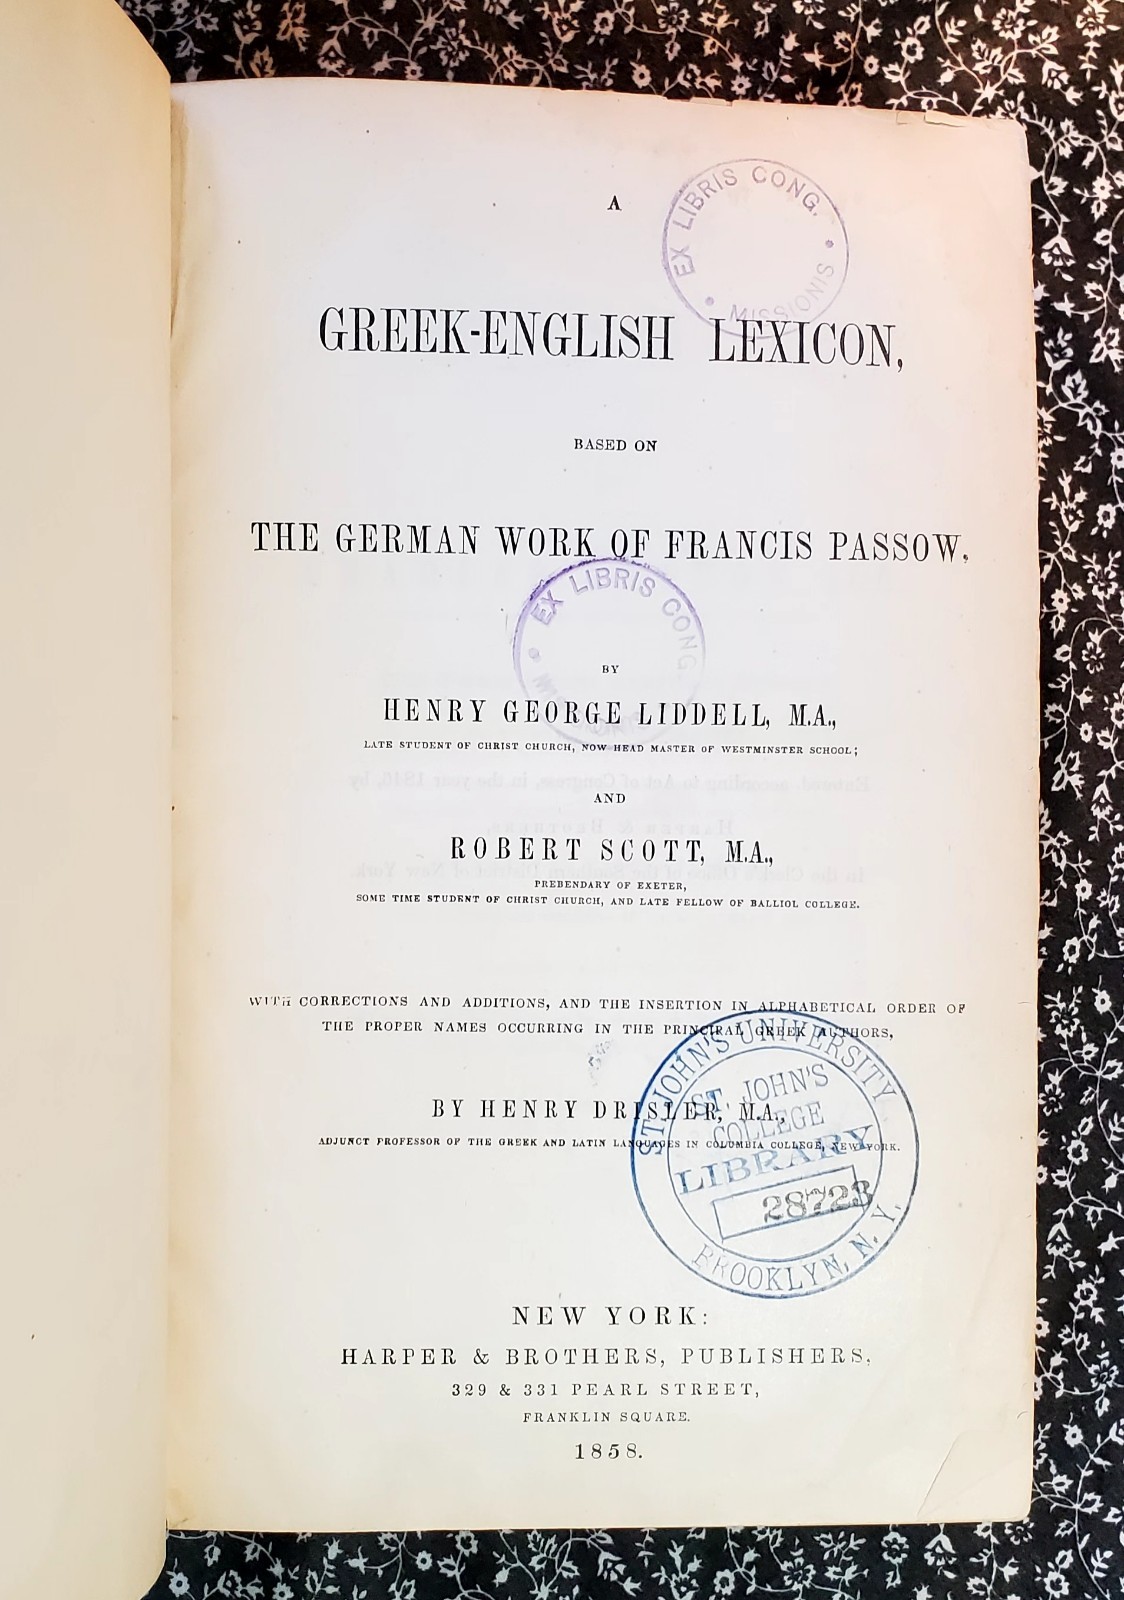 A
EX LIBRIS CONG. • MISSIONIS •
GREEK-ENGLISH LEXICON,
BASED ON
THE GERMAN WORK OF FRANCIS PASSOW,
EX LIBRIS CONG
BY
HENRY GEORGE LIDDELL, M.A.,
LATE STUDENT OF CHRIST CHURCH, NOW HEAD MASTER OF WESTMINSTER SCHOOL;
AND
ROBERT SCOTT, M.A.,
PREBENDARY OF EXETER,
SOME TIME STUDENT OF CHRIST CHURCH, AND LATE FELLOW OF BALLIOL COLLEGE.
WITH CORRECTIONS AND ADDITIONS, AND THE INSERTION IN ALPHABETICAL ORDER OF
THE PROPER NAMES OCCURRING IN THE PRINCIPAL GREEK AUTHORS,
BY HENRY DRISLER, M.A.,
ADJUNCT PROFESSOR OF THE GREEK AND LATIN LANGUAGES IN COLUMBIA COLLEGE, NEW YORK.
ST. JOHN'S UNIVERSITY
ST. JOHN'S
COLLEGE
LIBRARY
28723
BROOKLYN, N. Y.
NEW YORK:
HARPER & BROTHERS, PUBLISHERS,
329 & 331 PEARL STREET,
FRANKLIN SQUARE.
1858.